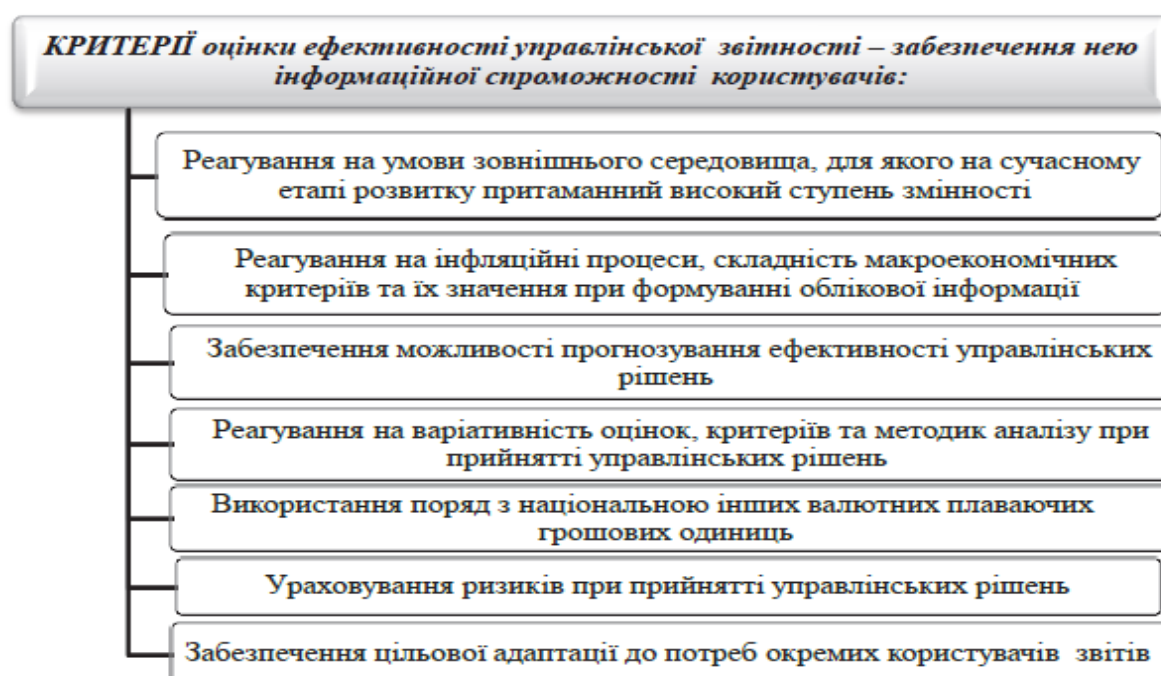 КРИТЕРІЇ оцінки ефективності управлінської звітності – забезпечення нею
інформаційної спроможності користувачів:
Реагування на умови зовнішнього середовища, для якого на сучасному
етапі розвитку притаманний високий ступень змінності
Реагування на інфляційні процеси, складність макроекономічних
критеріїв та їх значення при формуванні облікової інформації
Забезпечення можливості прогнозування ефективності управлінських
рішень
Реагування на варіативність оцінок, критеріїв та методик аналізу при
прийнятті управлінських рішень
Використання поряд з національною інших валютних плаваючих
грошових одиниць
Ураховування ризиків при прийнятті управлінських рішень
Забезпечення цільової адаптації до потреб окремих користувачів звітів